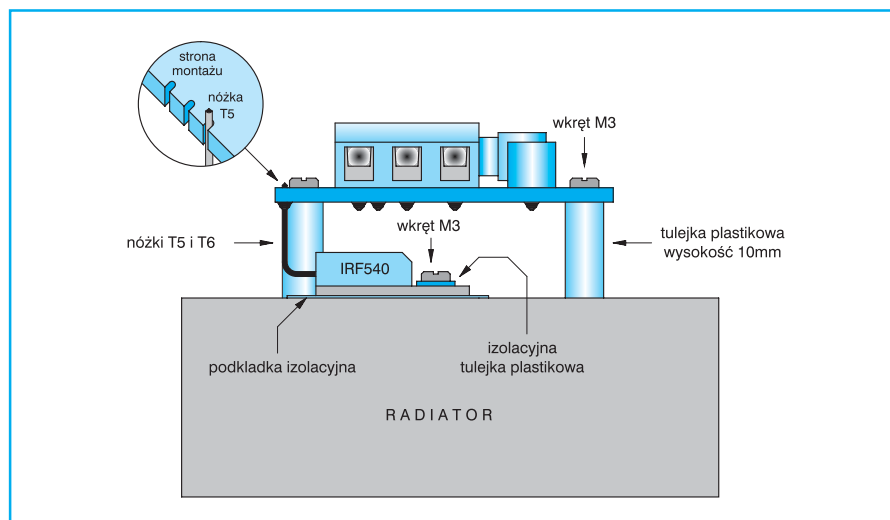 strona
montażu
nóżka
T5
wkręt M3
wkręt M3
nóżki T5 i T6
tulejka plastikowa
wysokość 10mm
IRF540
podkladka izolacyjna
izolacyjna
tulejka plastikowa
RADIATOR